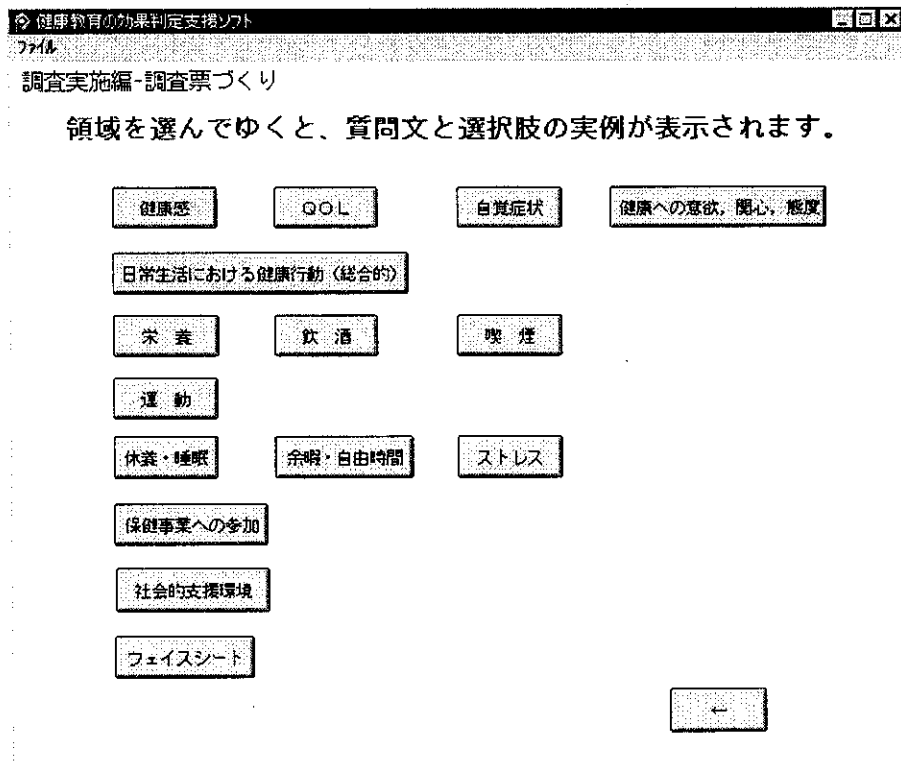 健康教育の効果判定支援ソフト
ファイル
調査実施編-調査票づくり
領域を選んでゆくと、質問文と選択肢の実例が表示されます。
健康感 QOL 自覚症状 健康への意欲，関心，態度
日常生活における健康行動（総合的）
栄 養 飲 酒 喫 煙
運 動
休養・睡眠 余暇・自由時間 ストレス
保健事業への参加
社会的支援環境
フェイスシート
←